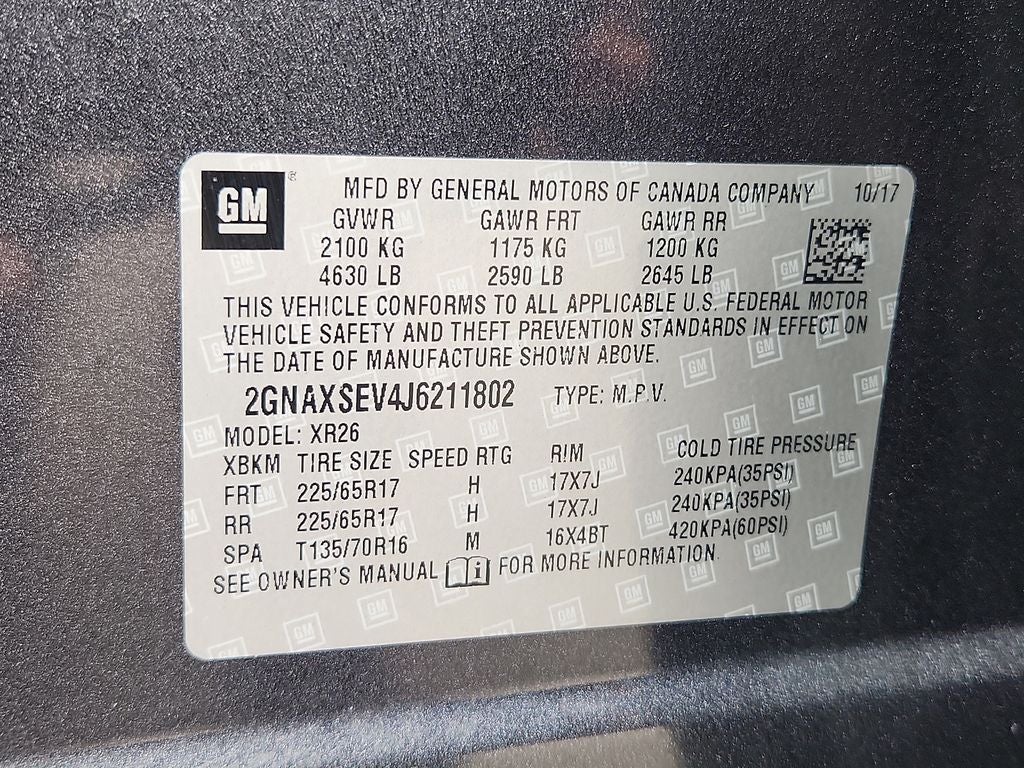 GM ® MFD BY GENERAL MOTORS OF CANADA COMPANY 10/17
GVWR GAWR FRT GAWR RR
2100 KG 1175 KG 1200 KG
4630 LB 2590 LB 2645 LB
THIS VEHICLE CONFORMS TO ALL APPLICABLE U.S. FEDERAL MOTOR
VEHICLE SAFETY AND THEFT PREVENTION STANDARDS IN EFFECT ON
THE DATE OF MANUFACTURE SHOWN ABOVE.
2GNAXSEV4J6211802 TYPE: M.P.V.
MODEL: XR26
XBKM TIRE SIZE SPEED RTG RIM COLD TIRE PRESSURE
FRT 225/65R17 H 17X7J 240KPA(35PSI)
RR 225/65R17 H 17X7J 240KPA(35PSI)
SPA T135/70R16 M 16X4BT 420KPA(60PSI)
SEE OWNER'S MANUAL i FOR MORE INFORMATION.